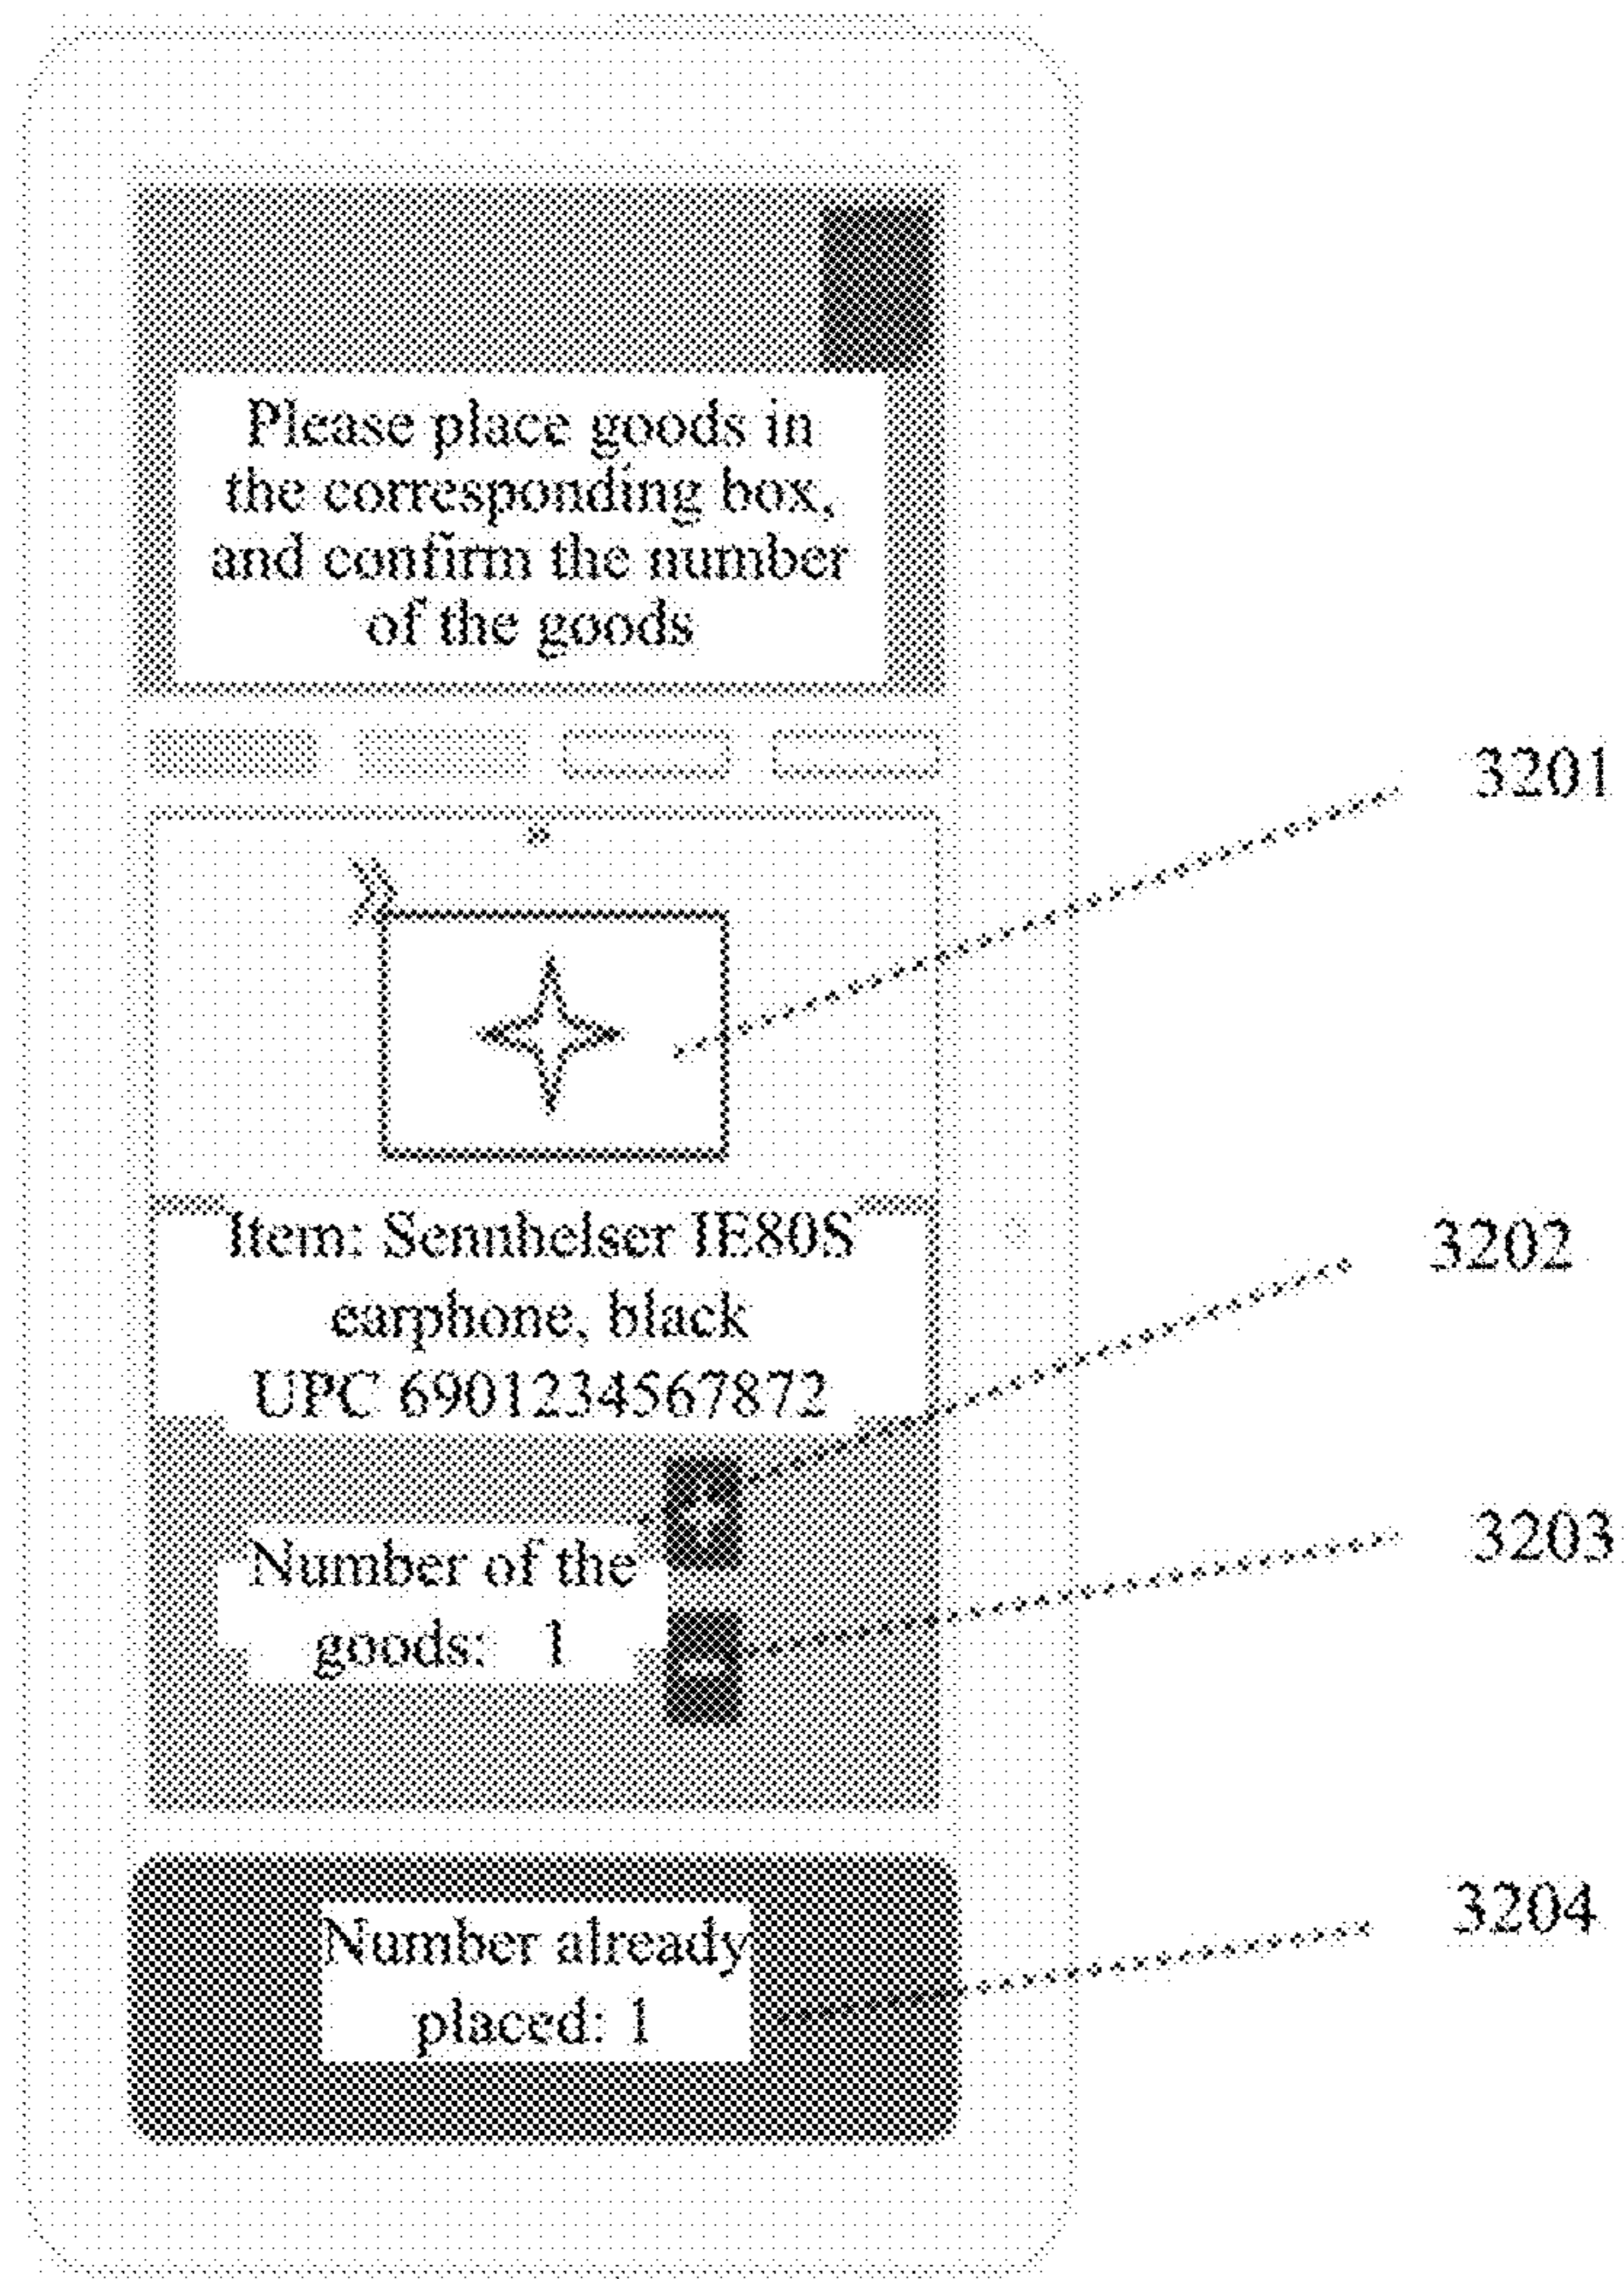 Please place goods in
the corresponding box,
and confirm the number
of the goods
3201
Item: Sennhelser IE80S
earphone, black
UPC 6901234567872
3202
Number of the
goods: 1
3203
Number already
placed: 1
3204